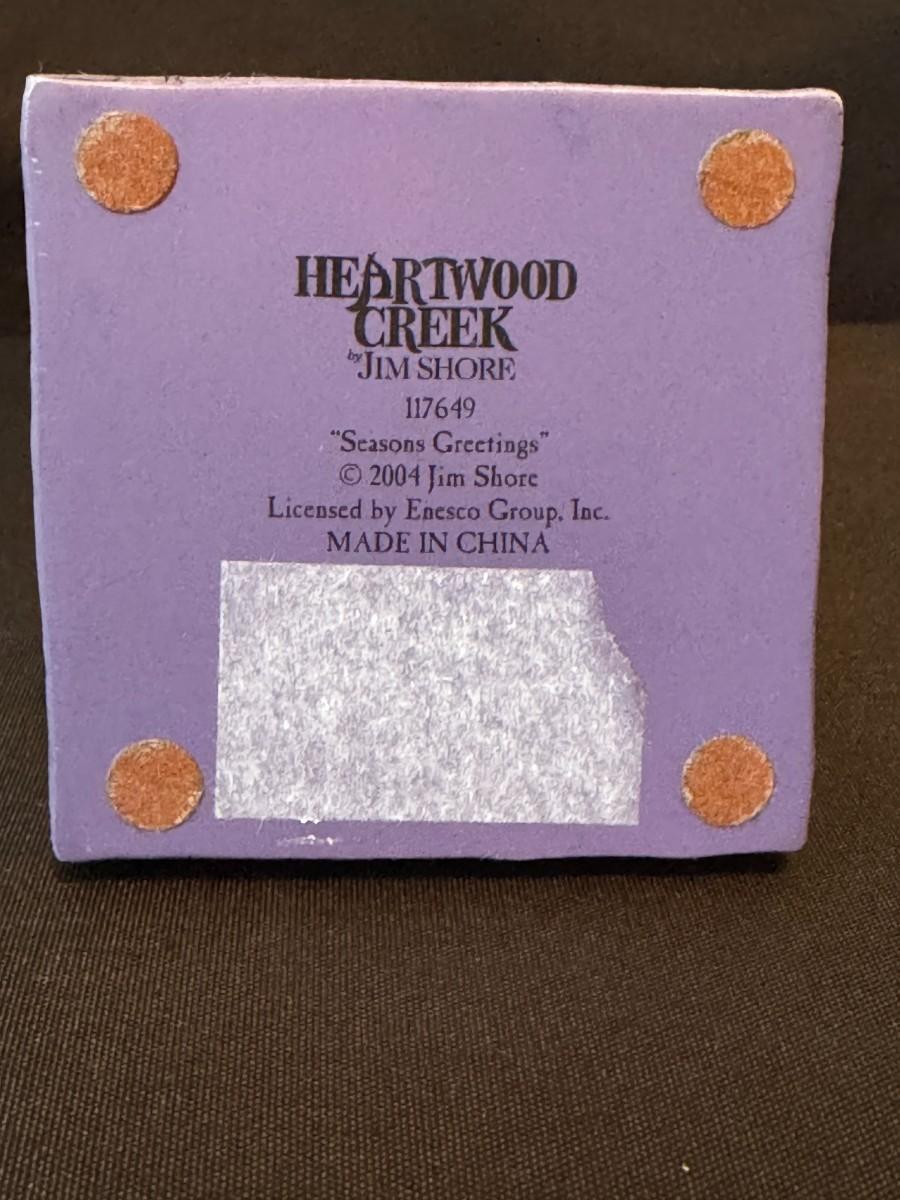 HEARTWOOD
CREEK
by JIM SHORE
117649
"Seasons Greetings"
© 2004 Jim Shore
Licensed by Enesco Group, Inc.
MADE IN CHINA